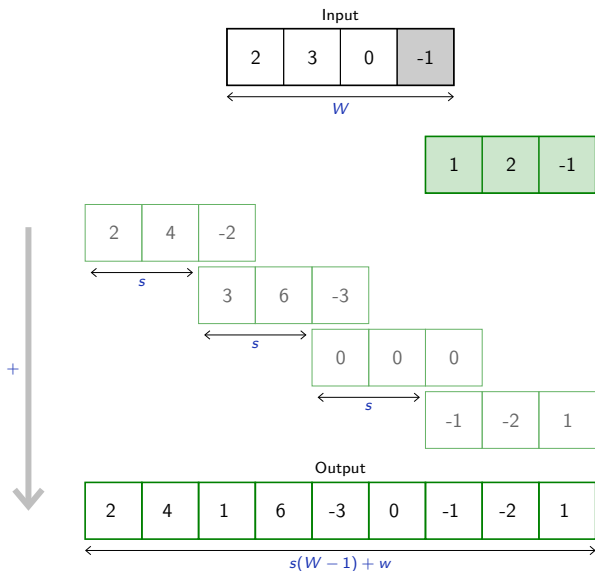 Input
2 3 0 -1
W
1 2 -1
2 4 -2
s
3 6 -3
s
0 0 0
+
s
-1 -2 1
Output
2 4 1 6 -3 0 -1 -2 1
s(W − 1) + w